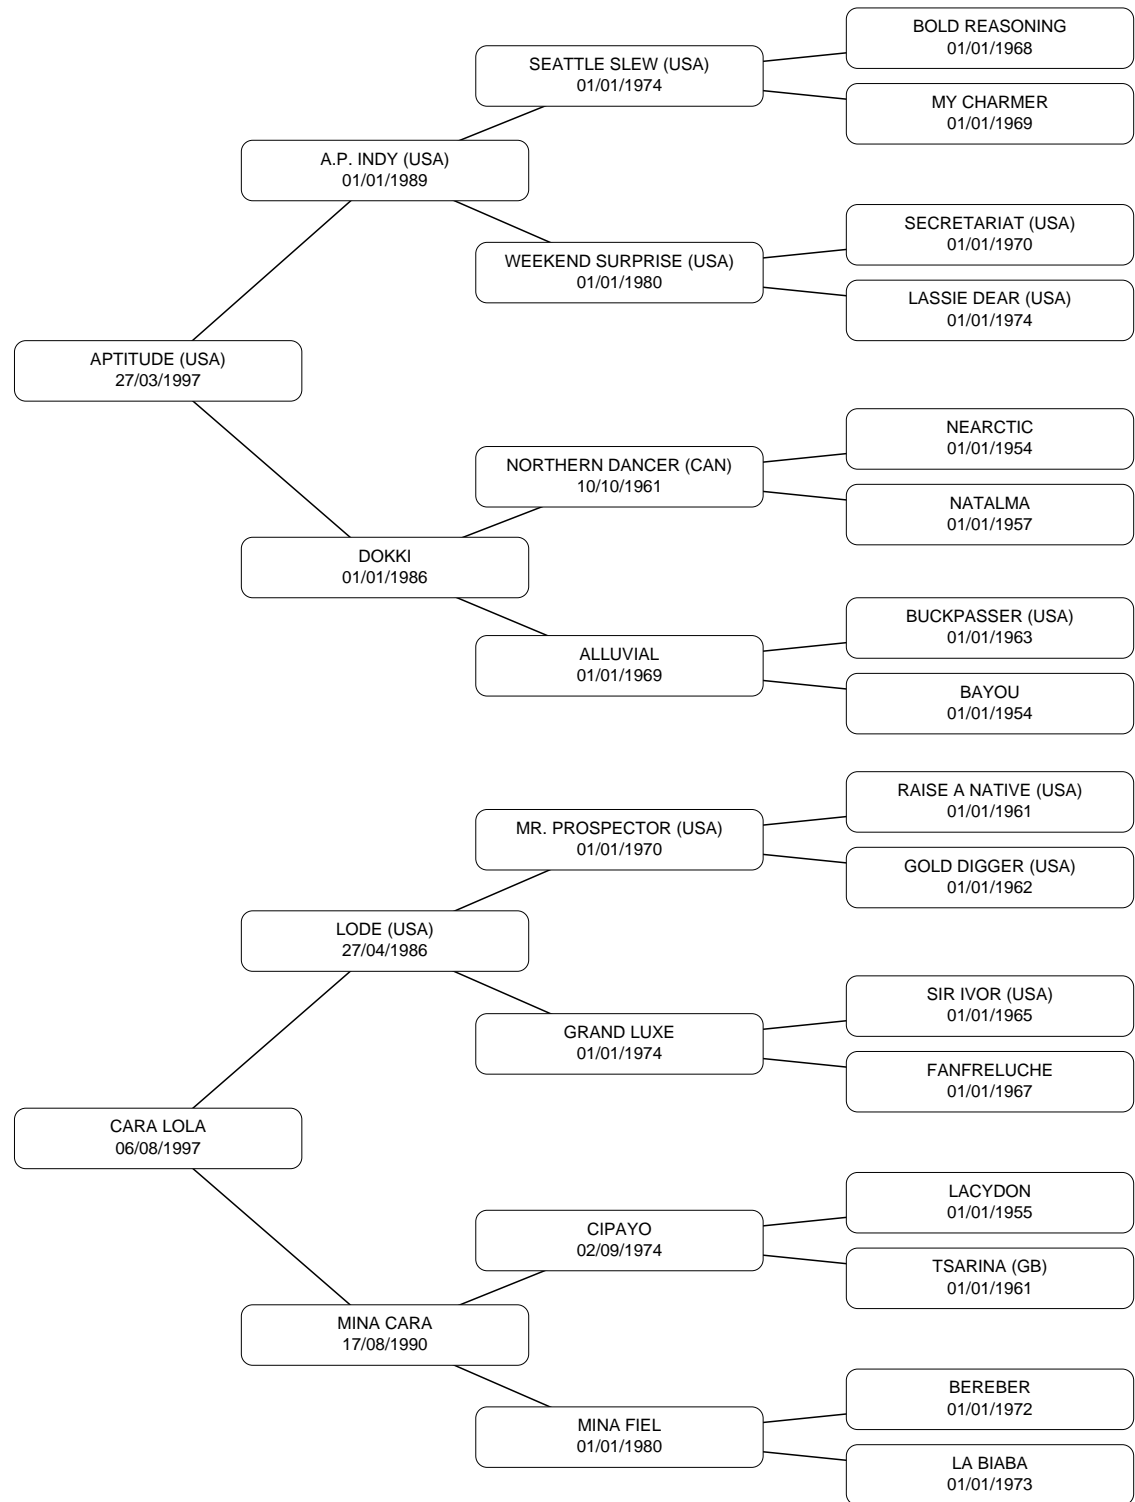 BOLD REASONING
01/01/1968
SEATTLE SLEW (USA)
01/01/1974
MY CHARMER
01/01/1969
A.P. INDY (USA)
01/01/1989
SECRETARIAT (USA)
01/01/1970
WEEKEND SURPRISE (USA)
01/01/1980
LASSIE DEAR (USA)
01/01/1974
APTITUDE (USA)
27/03/1997
NEARCTIC
01/01/1954
NORTHERN DANCER (CAN)
10/10/1961
NATALMA
01/01/1957
DOKKI
01/01/1986
BUCKPASSER (USA)
01/01/1963
ALLUVIAL
01/01/1969
BAYOU
01/01/1954
RAISE A NATIVE (USA)
01/01/1961
MR. PROSPECTOR (USA)
01/01/1970
GOLD DIGGER (USA)
01/01/1962
LODE (USA)
27/04/1986
SIR IVOR (USA)
01/01/1965
GRAND LUXE
01/01/1974
FANFRELUCHE
01/01/1967
CARA LOLA
06/08/1997
LACYDON
01/01/1955
CIPAYO
02/09/1974
TSARINA (GB)
01/01/1961
MINA CARA
17/08/1990
BEREBER
01/01/1972
MINA FIEL
01/01/1980
LA BIABA
01/01/1973